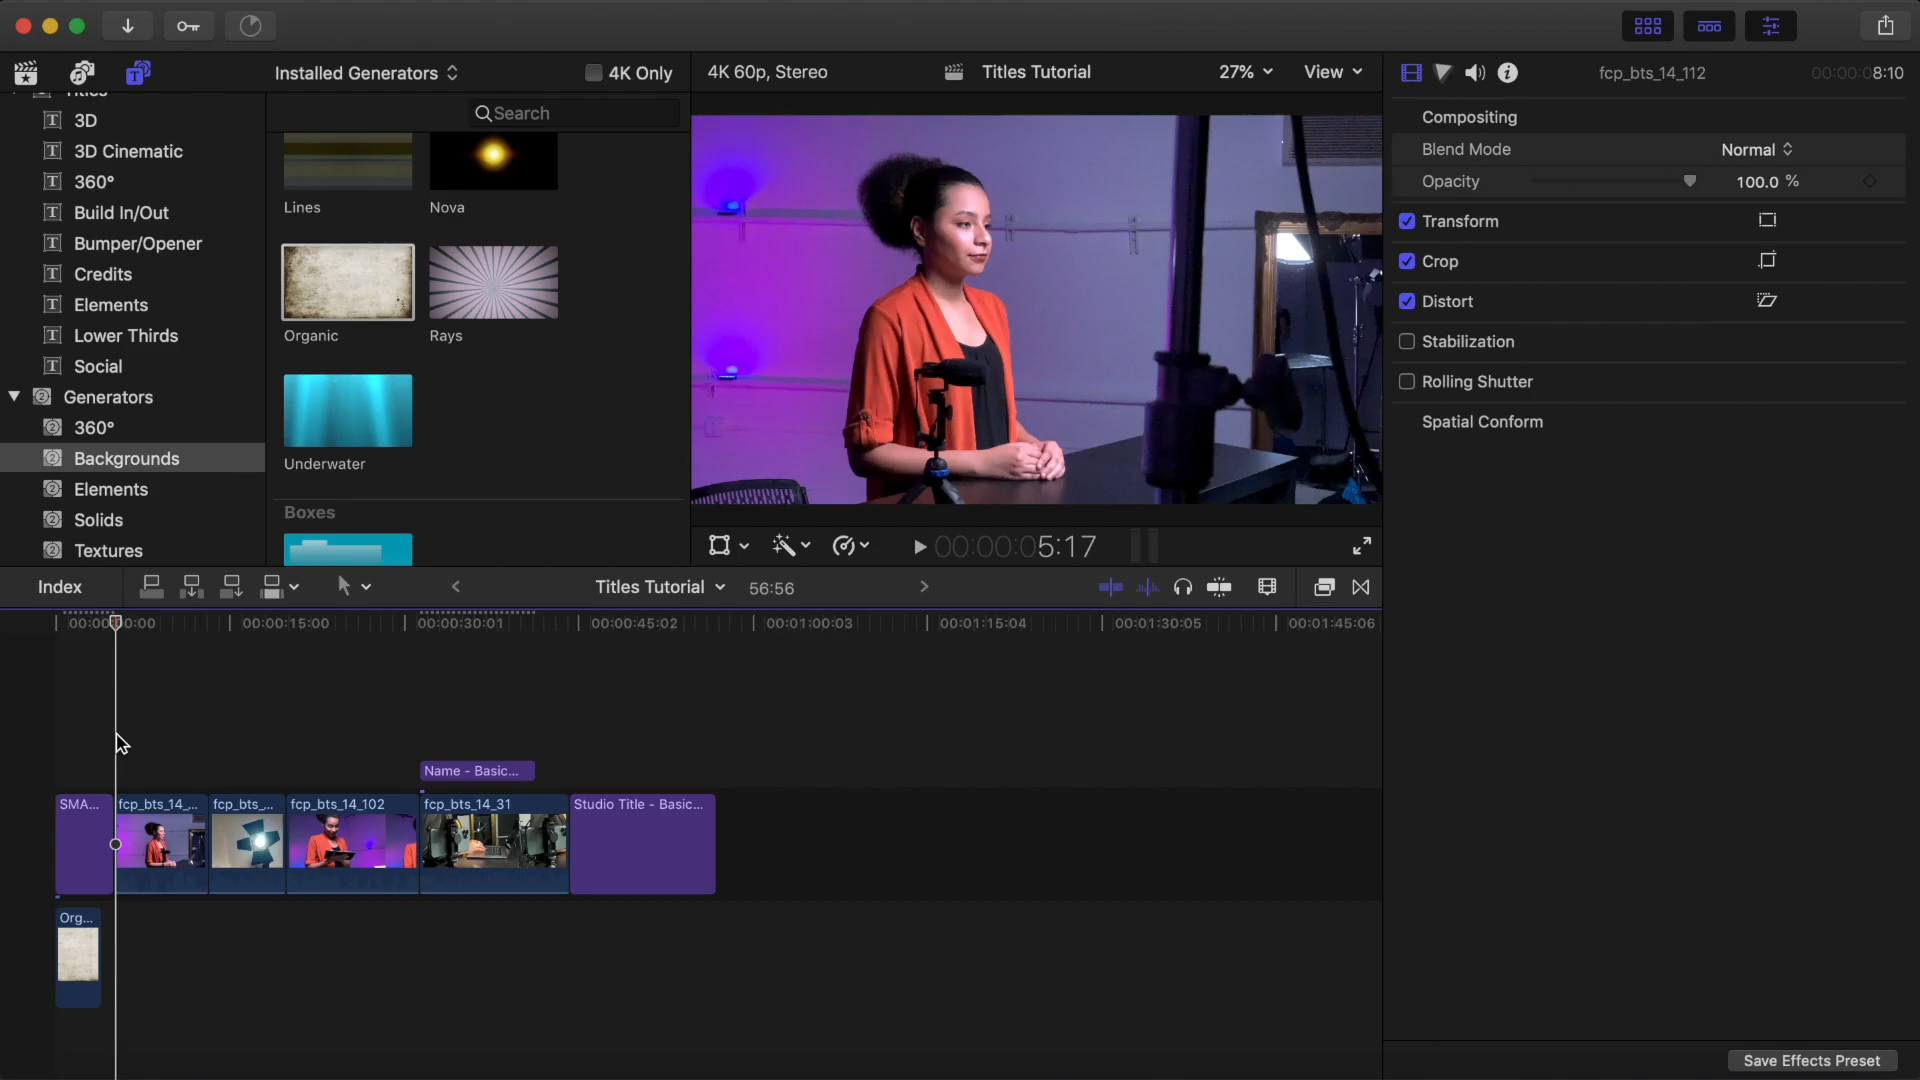 Installed Generators
4K Only
4K 60p, Stereo
Titles Tutorial
27%
View
fcp_bts_14_112
00:00:08:10
Titles
3D
3D Cinematic
360°
Build In/Out
Bumper/Opener
Credits
Elements
Lower Thirds
Social
Generators
360°
Backgrounds
Elements
Solids
Textures
Search
Lines
Nova
Organic
Rays
Underwater
Boxes
00:00:05:17
Compositing
Blend Mode
Normal
Opacity
100.0 %
Transform
Crop
Distort
Stabilization
Rolling Shutter
Spatial Conform
Index
Titles Tutorial
56:56
00:00:15:00
00:00:30:01
00:00:45:02
00:01:00:03
00:01:15:04
00:01:30:05
00:01:45:06
Name - Basic...
SMA...
fcp_bts_14_...
fcp_bts_...
fcp_bts_14_102
fcp_bts_14_31
Studio Title - Basic...
Org...
Save Effects Preset